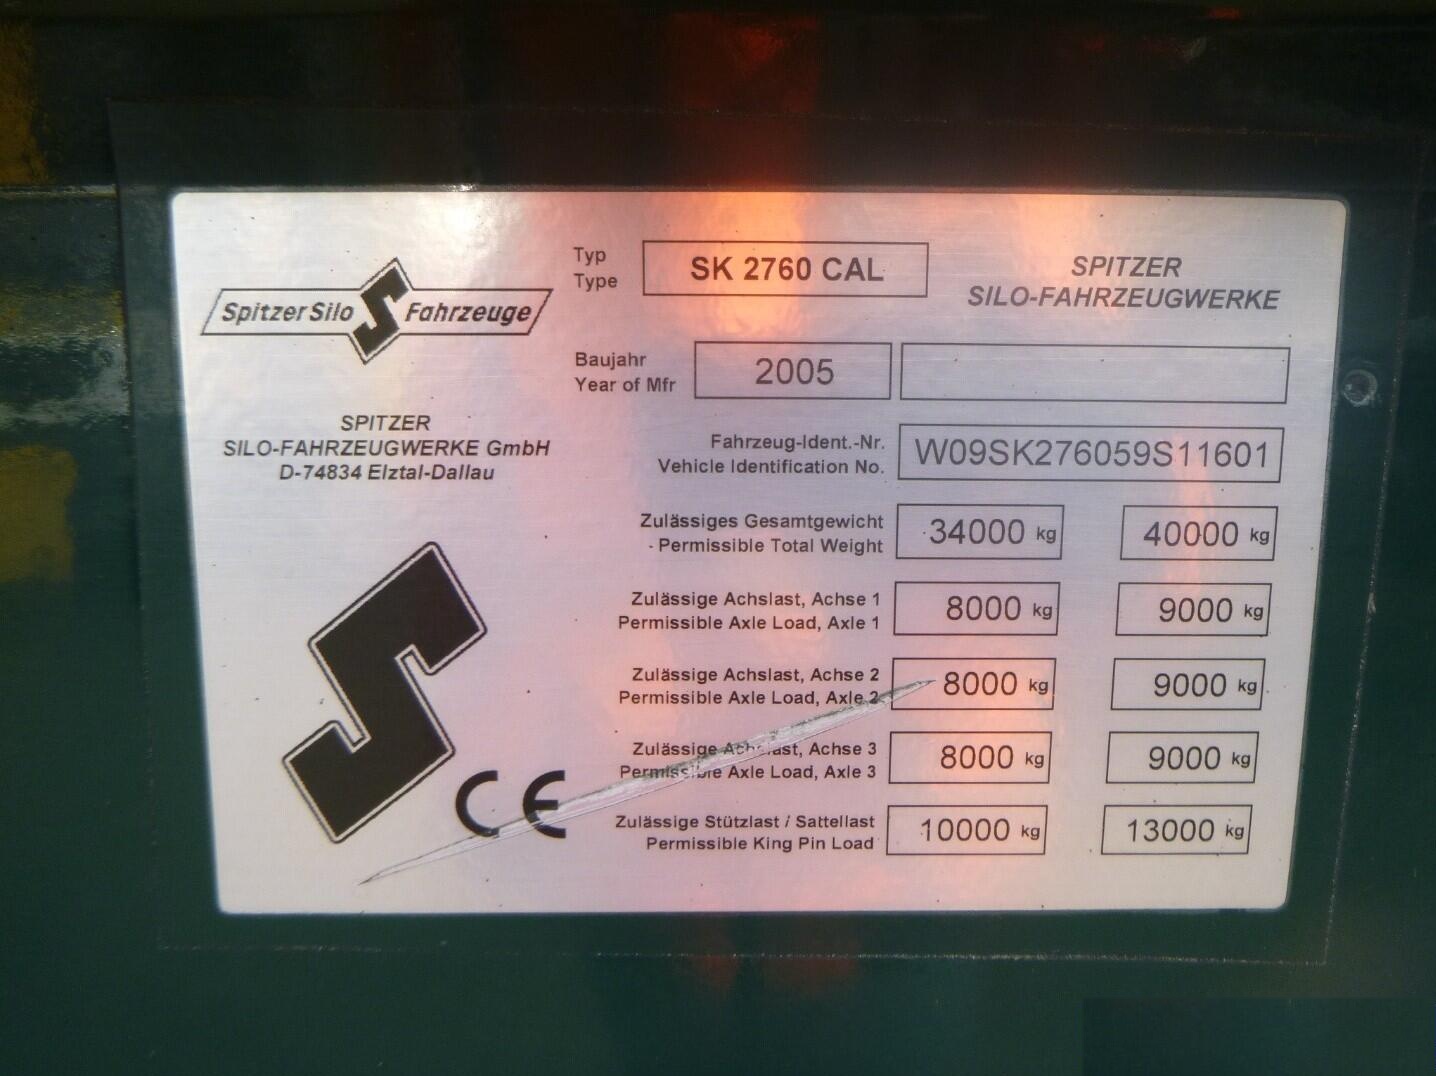 Spitzer Silo Fahrzeuge
SPITZER
SILO-FAHRZEUGWERKE GmbH
D-74834 Elztal-Dallau
CE
Typ
Type
SK 2760 CAL
SPITZER
SILO-FAHRZEUGWERKE
Baujahr
Year of Mfr
2005
Fahrzeug-Ident.-Nr.
Vehicle Identification No.
W09SK276059S11601
Zulässiges Gesamtgewicht
Permissible Total Weight
34000 kg
40000 kg
Zulässige Achslast, Achse 1
Permissible Axle Load, Axle 1
8000 kg
9000 kg
Zulässige Achslast, Achse 2
Permissible Axle Load, Axle 2
8000 kg
9000 kg
Zulässige Achslast, Achse 3
Permissible Axle Load, Axle 3
8000 kg
9000 kg
Zulässige Stützlast / Sattellast
Permissible King Pin Load
10000 kg
13000 kg